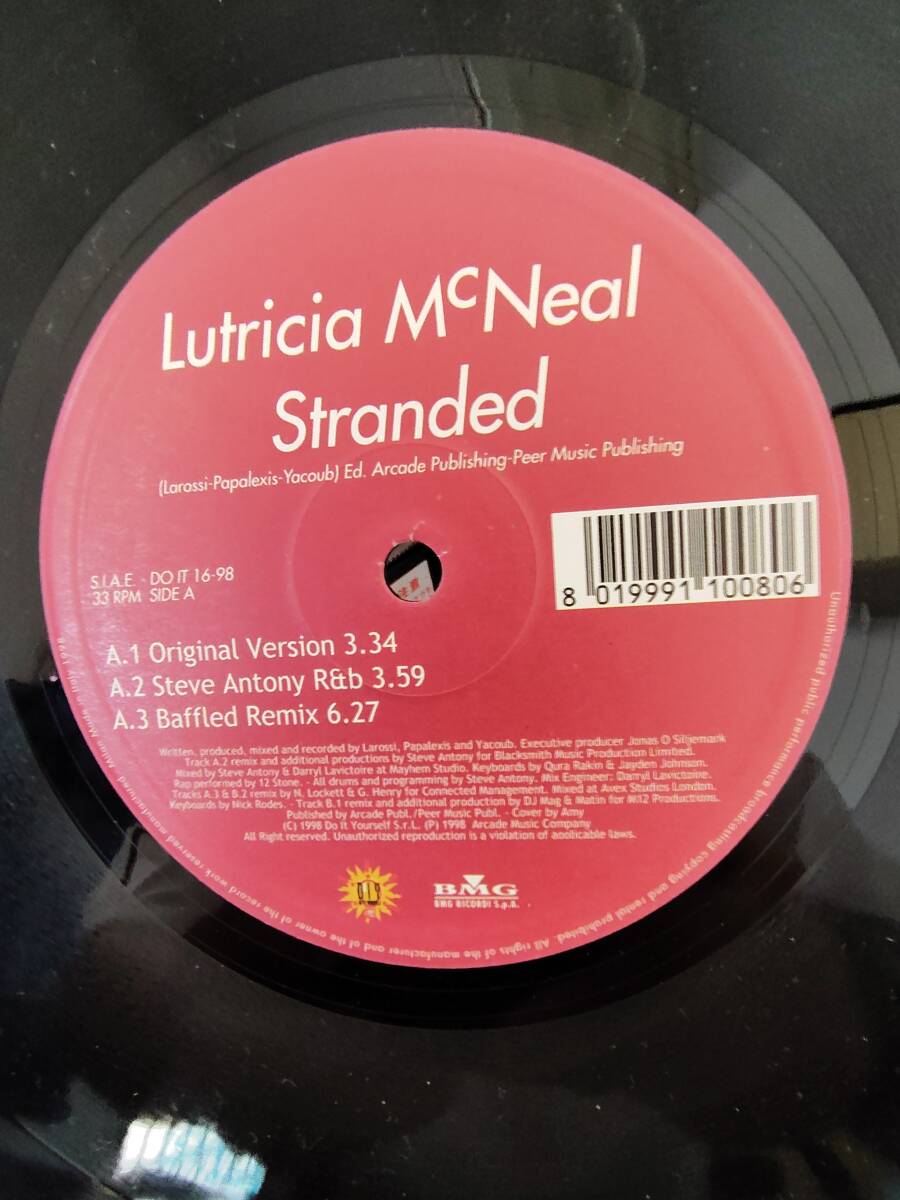 Lutricia McNeal
Stranded
(Larossi-Papalexis-Yacoub) Ed. Arcade Publishing-Peer Music Publishing
8 019991 100806
S.I.A.E. - DO IT 16-98
33 RPM SIDE A
A.1 Original Version 3.34
A.2 Steve Antony R&b 3.59
A.3 Baffled Remix 6.27
Written, produced, mixed and recorded by Larossi, Papalexis and Yacoub. Executive producer Jonas O Siljemark
Track A.2 remix and additional productions by Steve Antony for Blacksmith Music Production Limited.
Mixed by Steve Antony & Darryl Lavictoire at Mayhem Studio. Keyboards by Qura Rakin & Jayden Johnson.
Rap performed by 12 Stone. - All drums and programming by Steve Antony. Mix Engineer: Darryl Lavictoire.
Tracks A.3 & B.2 remix by N. Lockett & G. Henry for Connected Management. Mixed at Avex Studios London.
Keyboards by Nick Rodes. - Track B.1 remix and additional production by DJ Mag & Matin for M12 Productions.
Published by Arcade Publ./Peer Music Publ. - Cover by Amy
(C) 1998 Do It Yourself S.r.L. (P) 1998 Arcade Music Company
All Right reserved. Unauthorized reproduction is a violation of applicable laws.
BMG
BMG RICORDI S.p.A.
All rights of the manufacturer and of the owner of the record work reserved
Unauthorized public performance broadcasting copying and rental prohibited.
Made in Italy 1998